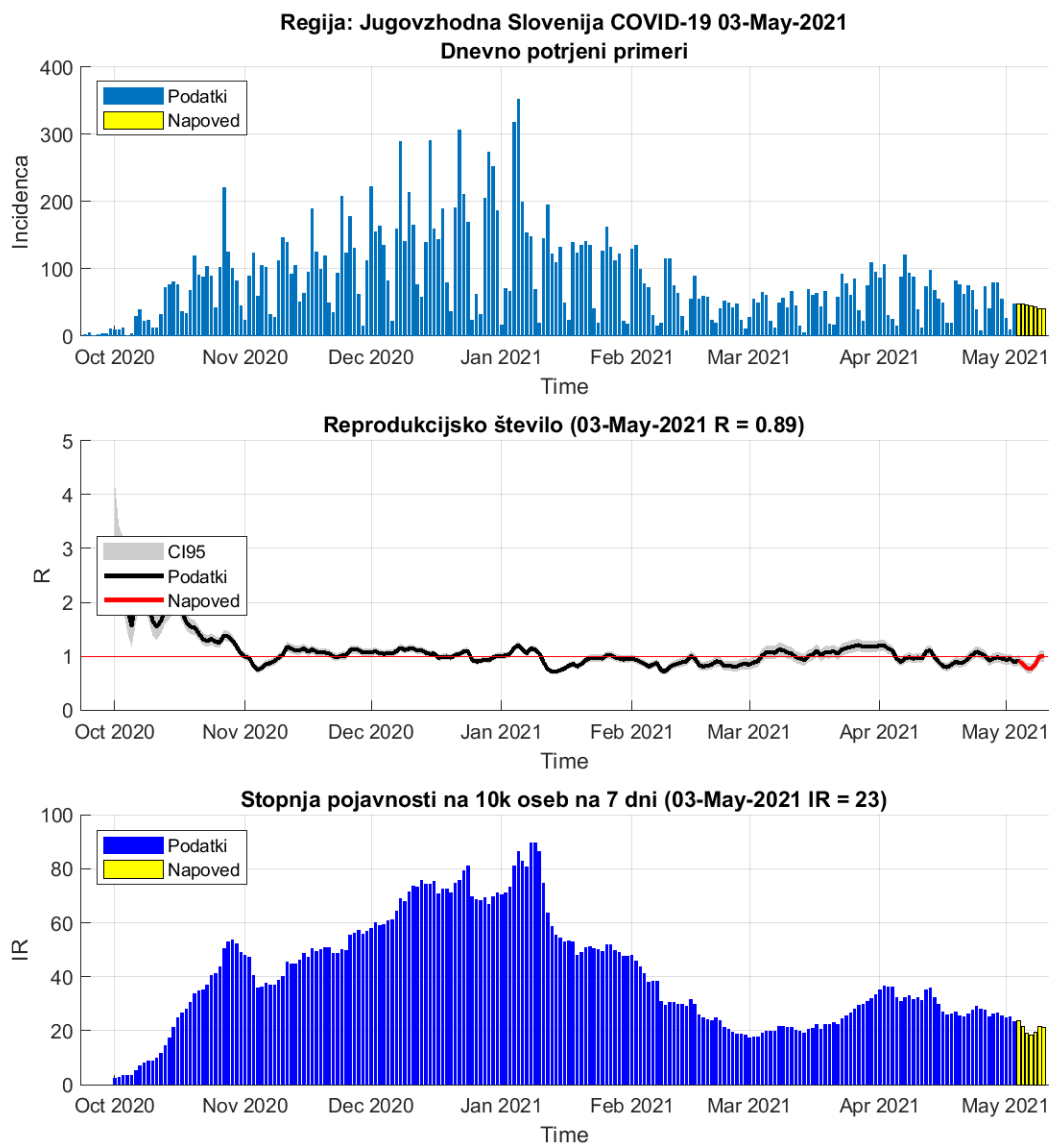 Regija: Jugovzhodna Slovenija COVID-19 03-May-2021
Dnevno potrjeni primeri
400
300
200
100
0
Incidenca
Podatki
Napoved
Oct 2020 Nov 2020 Dec 2020 Jan 2021 Feb 2021 Mar 2021 Apr 2021 May 2021
Time
Reprodukcijsko število (03-May-2021 R = 0.89)
5
4
3
2
1
0
R
CI95
Podatki
Napoved
Oct 2020 Nov 2020 Dec 2020 Jan 2021 Feb 2021 Mar 2021 Apr 2021 May 2021
Time
Stopnja pojavnosti na 10k oseb na 7 dni (03-May-2021 IR = 23)
100
80
60
40
20
0
IR
Podatki
Napoved
Oct 2020 Nov 2020 Dec 2020 Jan 2021 Feb 2021 Mar 2021 Apr 2021 May 2021
Time